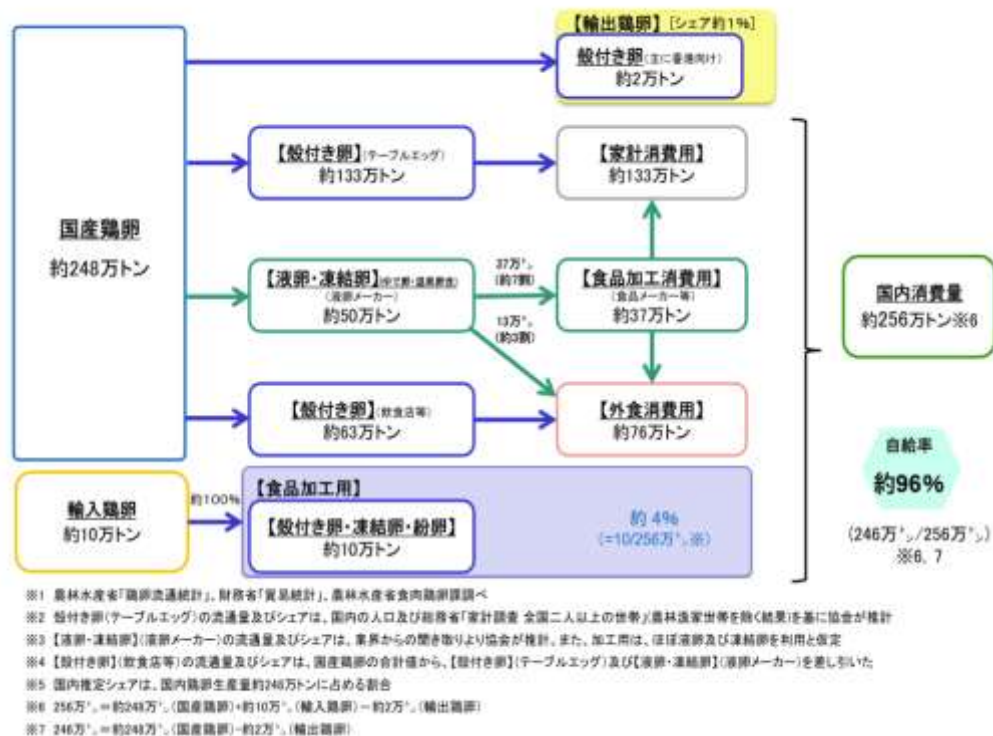 【輸出鶏卵】 [シェア約1%]
殻付き卵(主に香港向け)
約2万トン
国産鶏卵
約248万トン
【殻付き卵】(テーブルエッグ)
約133万トン
【家計消費用】
約133万トン
【液卵・凍結卵】
(液卵メーカー)
約50万トン
37万㌧
(約7割)
13万㌧
(約3割)
【食品加工消費用】
(食品メーカー等)
約37万トン
【殻付き卵】(飲食店等)
約63万トン
【外食消費用】
約76万トン
国内消費量
約256万トン※6
輸入鶏卵
約10万トン
約100%
【食品加工用】
【殻付き卵・凍結卵・粉卵】
約10万トン
約 4%
(=10/256万㌧※)
自給率
約96%
(246万㌧/256万㌧)
※6、7
※1 農林水産省「鶏卵流通統計」、財務省「貿易統計」、農林水産省食肉鶏卵課調べ
※2 殻付き卵(テーブルエッグ)の流通量及びシェアは、国内の人口及び総務省「家計調査 全国二人以上の世帯」(農林漁家世帯を除く結果)を基に協会が推計
※3 【液卵・凍結卵】(液卵メーカー)の流通量及びシェアは、業界からの聞き取りより協会が推計、また、加工用は、ほぼ液卵及び凍結卵を利用と仮定
※4 【殻付き卵】(飲食店等)の流通量及びシェアは、国産鶏卵の合計値から、【殻付き卵】(テーブルエッグ)及び【液卵・凍結卵】(液卵メーカー)を差し引いた
※5 国内推定シェアは、国内鶏卵生産量約248万トンに占める割合
※6 256万㌧=約248万㌧(国産鶏卵)+約10万㌧(輸入鶏卵)-約2万㌧(輸出鶏卵)
※7 246万㌧=約248万㌧(国産鶏卵)-約2万㌧(輸出鶏卵)